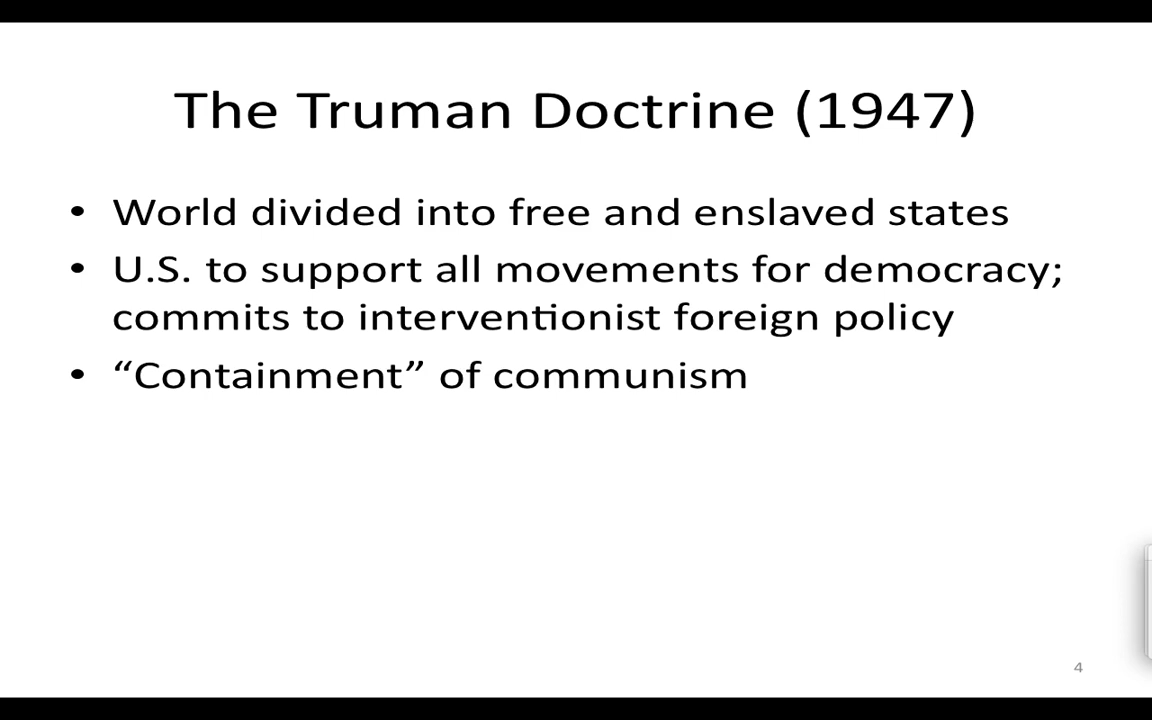 The Truman Doctrine (1947)
• World divided into free and enslaved states
• U.S. to support all movements for democracy;
commits to interventionist foreign policy
• “Containment” of communism
4